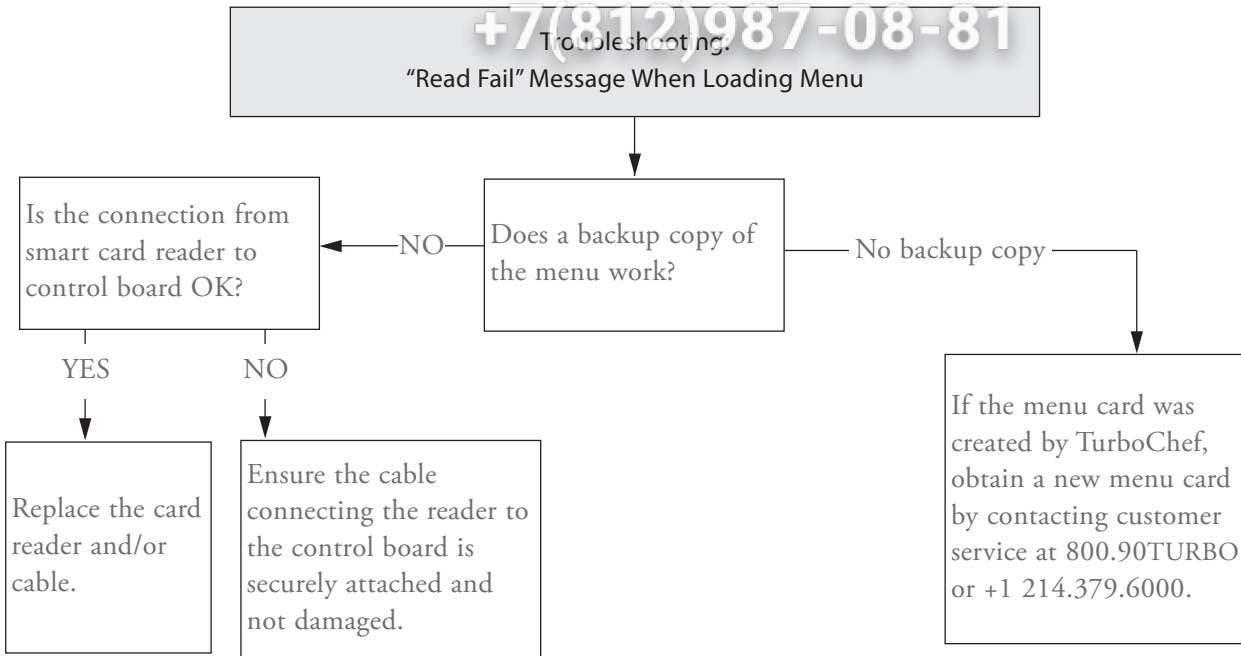 +7(812)987-08-81
Troubleshooting:
“Read Fail” Message When Loading Menu
Is the connection from
smart card reader to
control board OK?
NO
Does a backup copy of
the menu work?
No backup copy
YES
NO
Replace the card
reader and/or
cable.
Ensure the cable
connecting the reader to
the control board is
securely attached and
not damaged.
If the menu card was
created by TurboChef,
obtain a new menu card
by contacting customer
service at 800.90TURBO
or +1 214.379.6000.